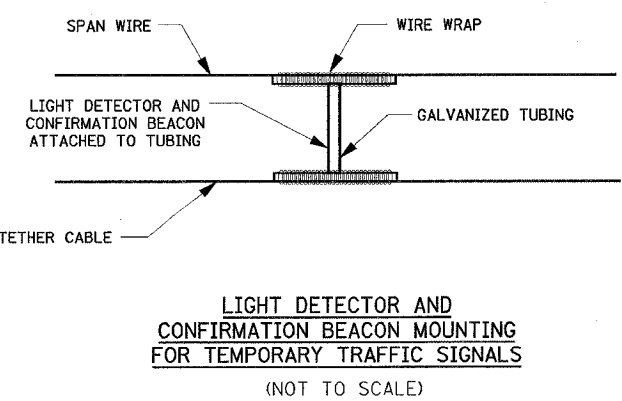 SPAN WIRE
WIRE WRAP
LIGHT DETECTOR AND
CONFIRMATION BEACON
ATTACHED TO TUBING
GALVANIZED TUBING
TETHER CABLE
LIGHT DETECTOR AND
CONFIRMATION BEACON MOUNTING
FOR TEMPORARY TRAFFIC SIGNALS
(NOT TO SCALE)